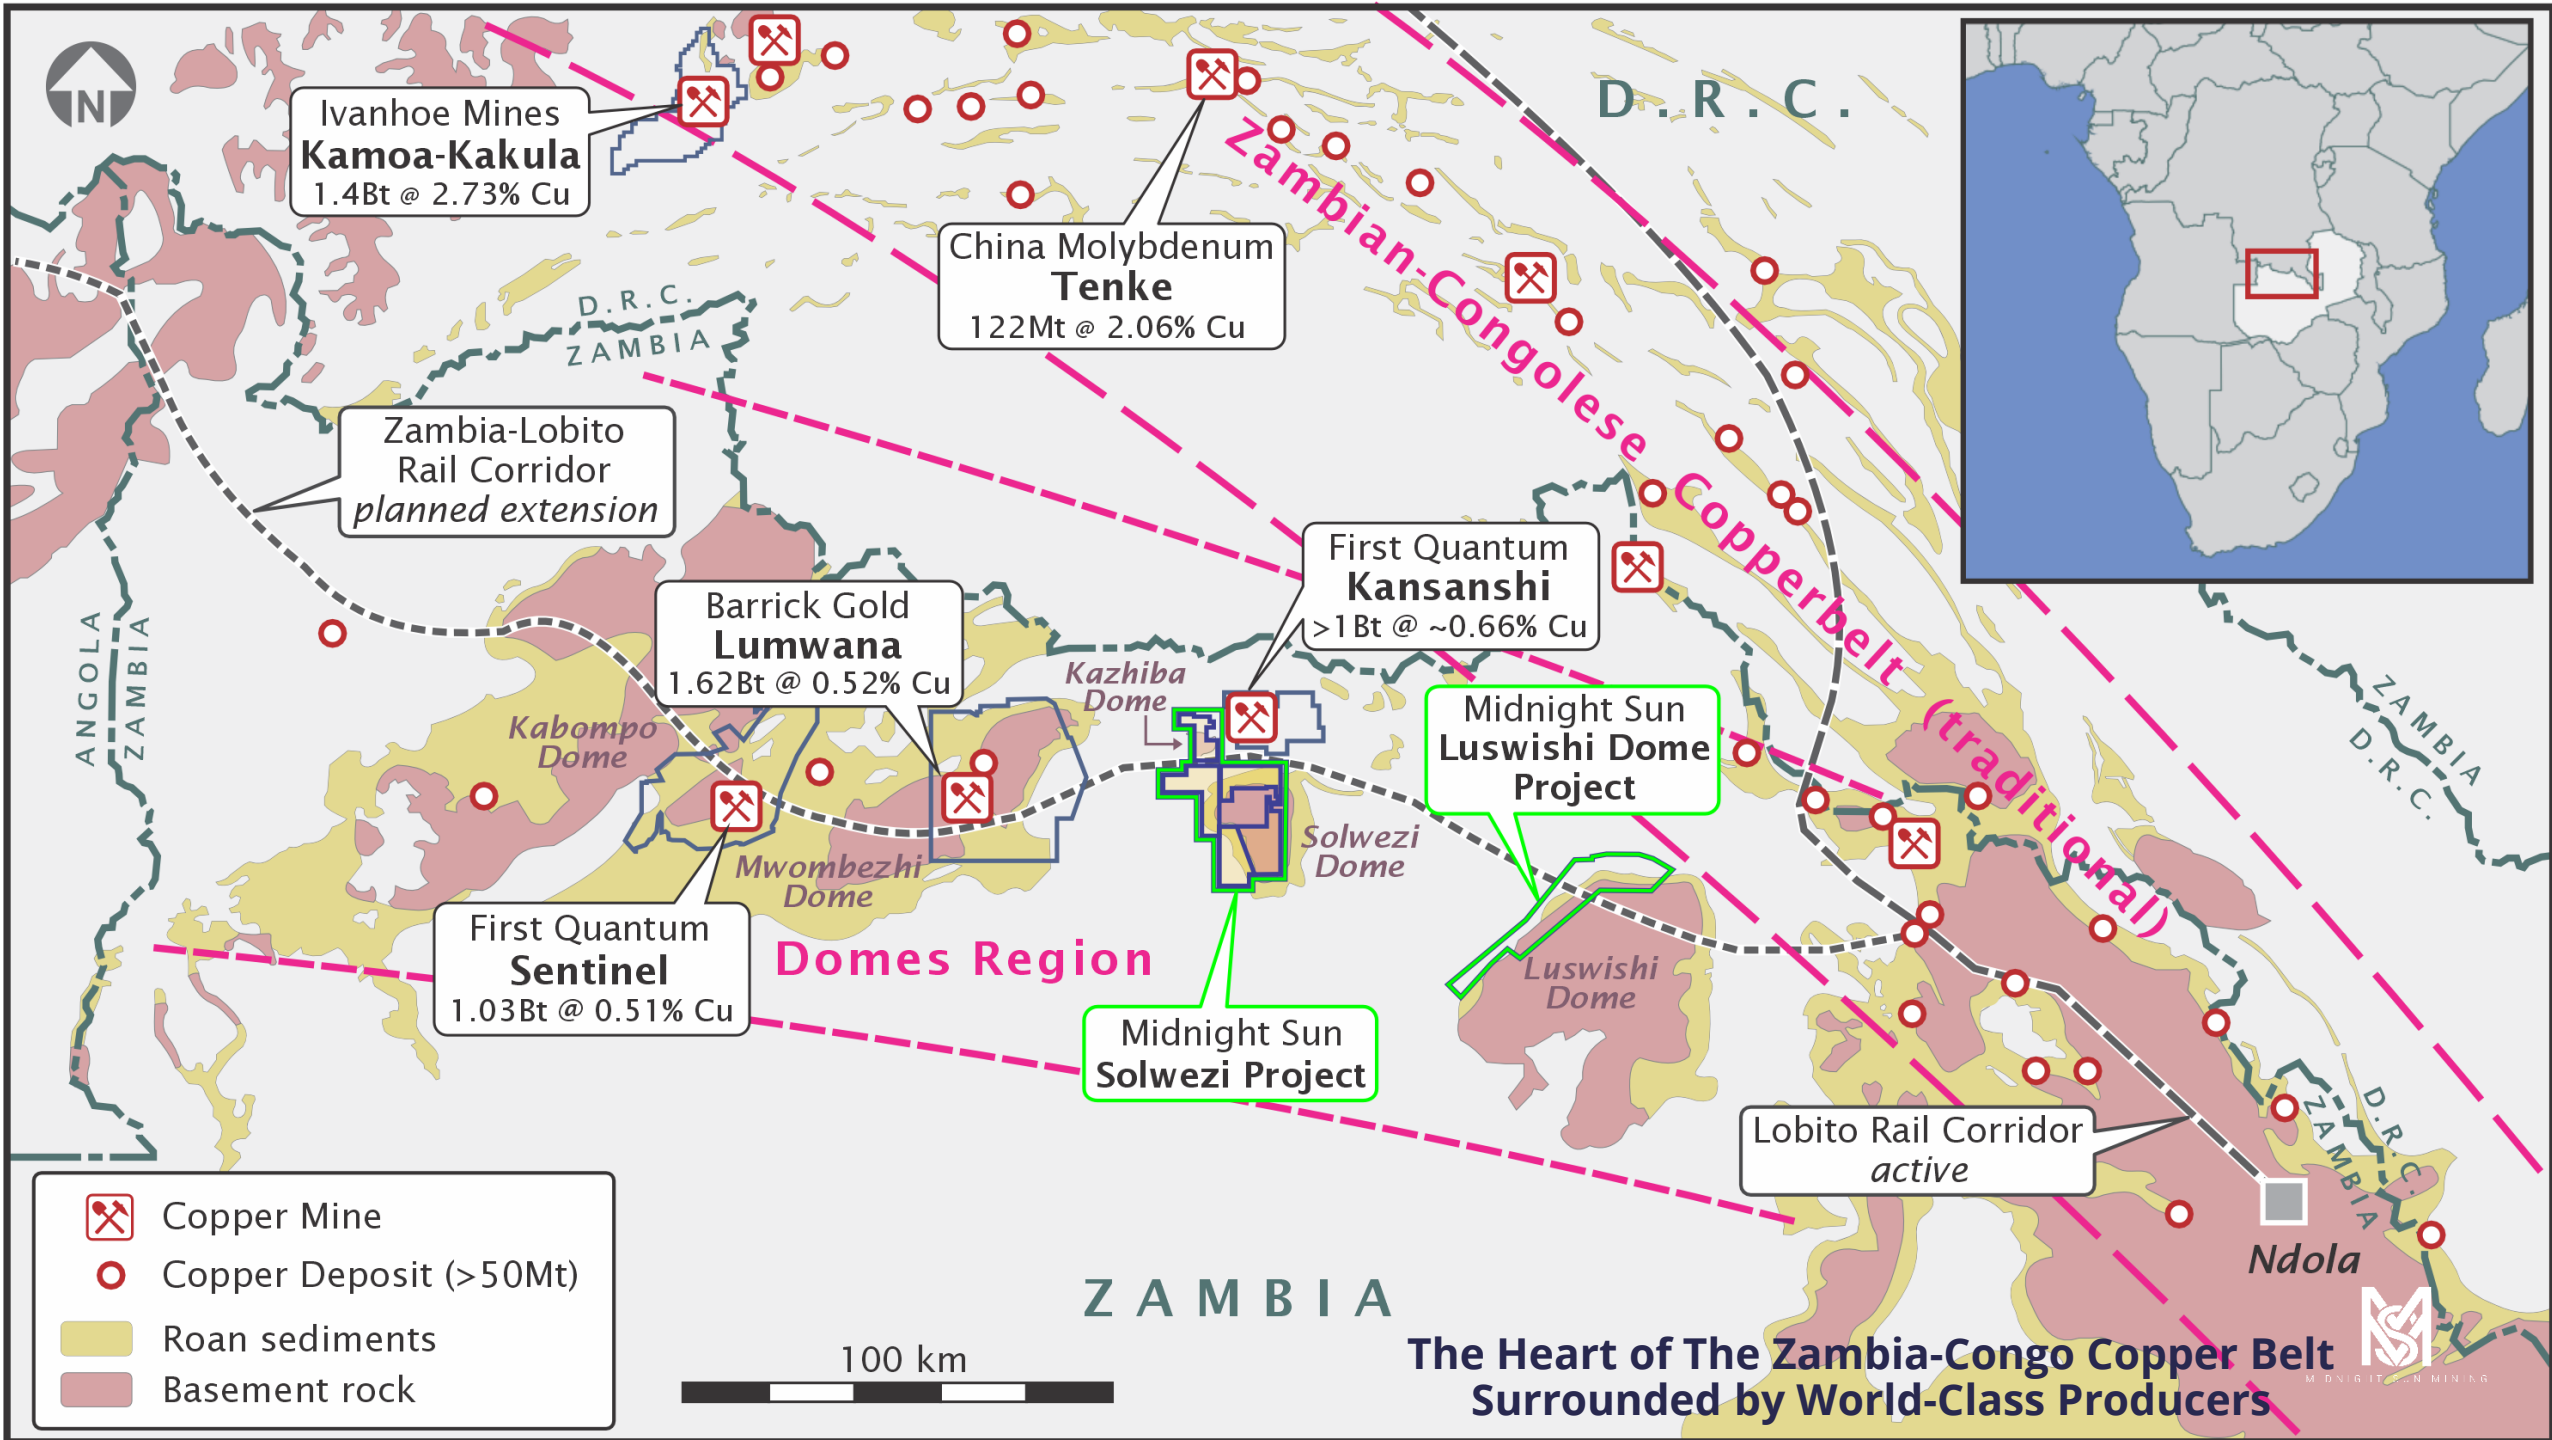 N
Ivanhoe Mines
Kamoa-Kakula
1.4Bt @ 2.73% Cu
D.R.C.
China Molybdenum
Tenke
122Mt @ 2.06% Cu
Zambian-Congolese Copperbelt (traditional)
D.R.C.
ZAMBIA
Zambia-Lobito
Rail Corridor
planned extension
First Quantum
Kansanshi
>1Bt @ ~0.66% Cu
Barrick Gold
Lumwana
1.62Bt @ 0.52% Cu
ANGOLA
ZAMBIA
Kazhiba
Dome
Kabompo
Dome
Midnight Sun
Luswishi Dome
Project
ZAMBIA
D.R.C.
Solwezi
Dome
Mwombezhi
Dome
First Quantum
Sentinel
1.03Bt @ 0.51% Cu
Domes Region
Luswishi
Dome
Midnight Sun
Solwezi Project
Lobito Rail Corridor
active
D.R.C.
ZAMBIA
Ndola
Copper Mine
Copper Deposit (>50Mt)
Roan sediments
Basement rock
100 km
ZAMBIA
The Heart of The Zambia-Congo Copper Belt
Surrounded by World-Class Producers